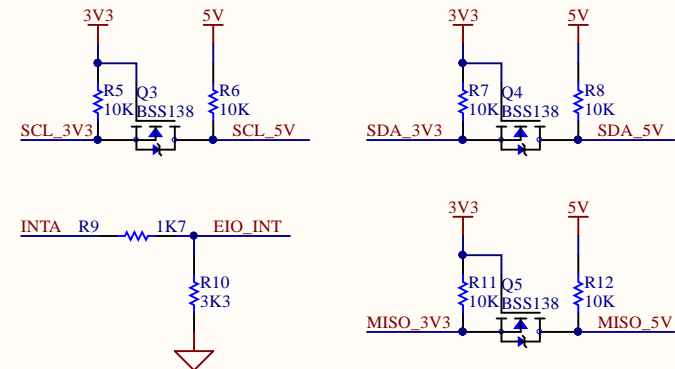 3V3
5V
R5
10K
Q3
BSS138
R6
10K
SCL_3V3
SCL_5V
3V3
5V
R7
10K
Q4
BSS138
R8
10K
SDA_3V3
SDA_5V
INTA
R9
1K7
EIO_INT
R10
3K3
3V3
5V
R11
10K
Q5
BSS138
R12
10K
MISO_3V3
MISO_5V